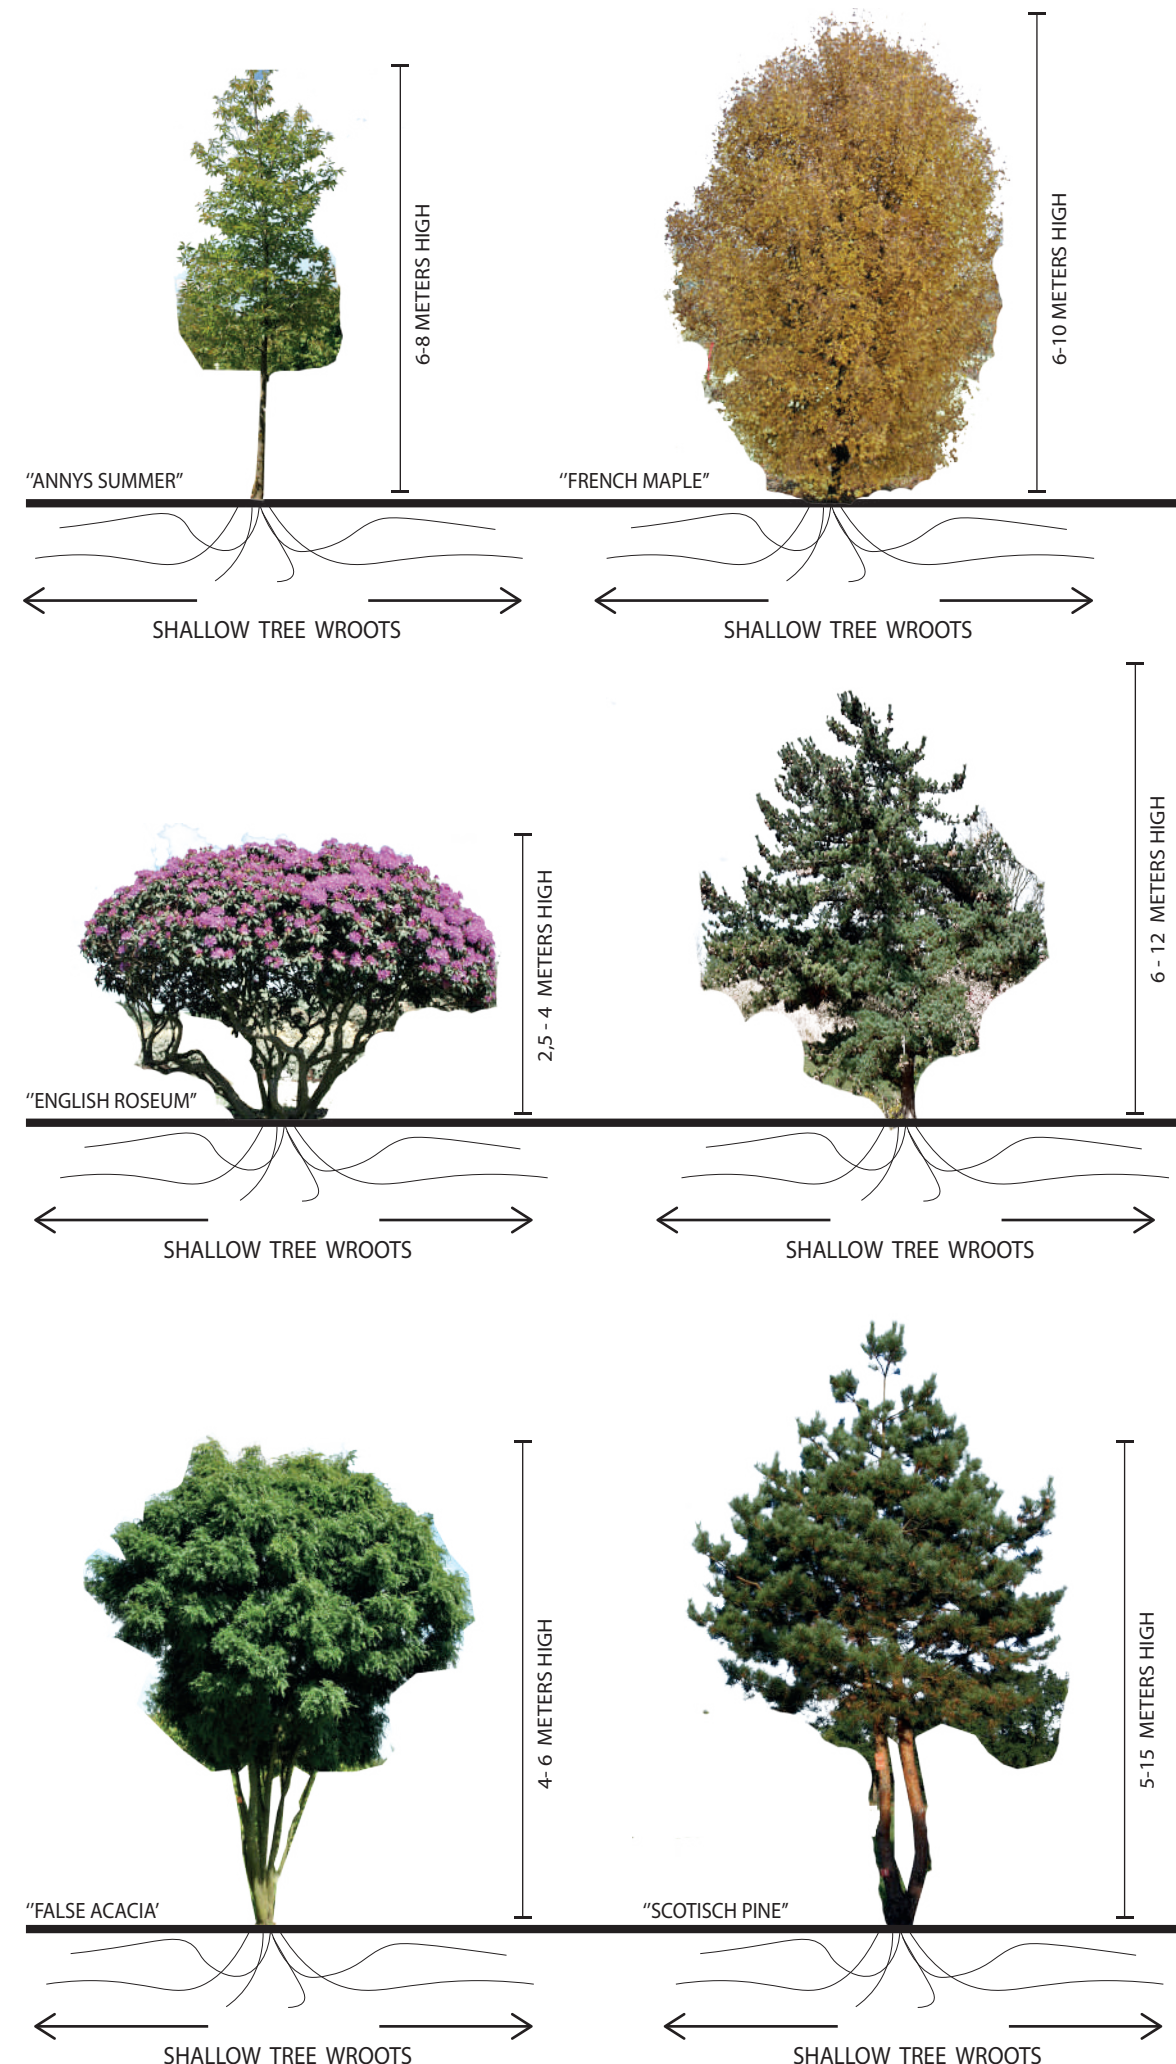 6-8 METERS HIGH
6-10 METERS HIGH
‘’ANNYS SUMMER’’
‘’FRENCH MAPLE’’
SHALLOW TREE WROOTS
SHALLOW TREE WROOTS
2,5 - 4 METERS HIGH
6 - 12 METERS HIGH
‘’ENGLISH ROSEUM’’
SHALLOW TREE WROOTS
SHALLOW TREE WROOTS
4- 6 METERS HIGH
5-15 METERS HIGH
‘’FALSE ACACIA’
‘’SCOTISCH PINE’’
SHALLOW TREE WROOTS
SHALLOW TREE WROOTS